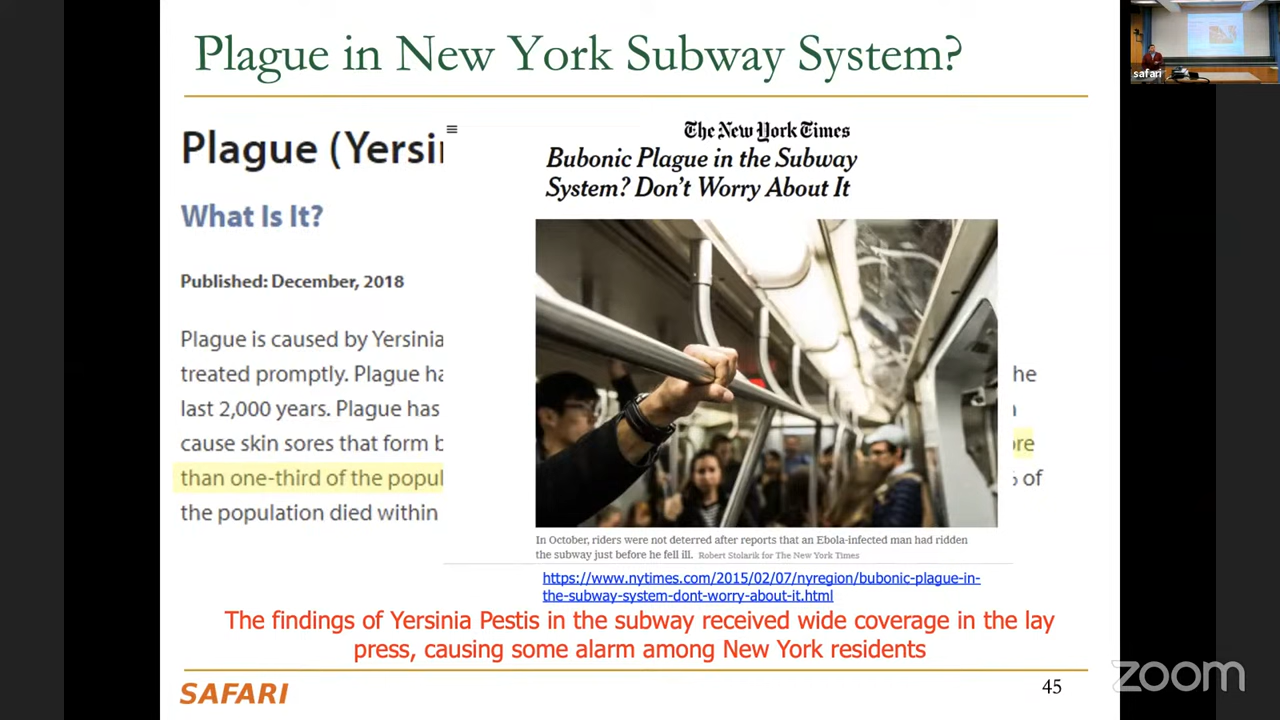 Plague in New York Subway System?
safari
Plague (Yersi
What Is It?
Published: December, 2018
Plague is caused by Yersinia
treated promptly. Plague ha
he
last 2,000 years. Plague has
cause skin sores that form b
ore
than one-third of the popul
% of
the population died within
The New York Times
Bubonic Plague in the Subway
System? Don't Worry About It
In October, riders were not deterred after reports that an Ebola-infected man had ridden
the subway just before he fell ill. Robert Stolarik for The New York Times
https://www.nytimes.com/2015/02/07/nyregion/bubonic-plague-in-
the-subway-system-dont-worry-about-it.html
The findings of Yersinia Pestis in the subway received wide coverage in the lay
press, causing some alarm among New York residents
SAFARI
45
zoom